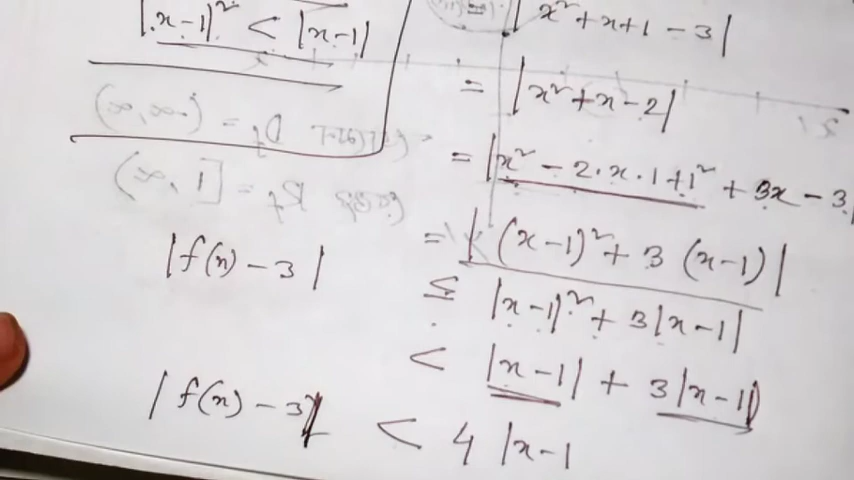 |x-1|² < |x-1|
| x²+x+1 - 3|
= |x²+x-2|
= |x² - 2·x·1+1² + 3x - 3|
= | (x-1)² + 3 (x-1) |
|f(x) - 3 |
≤ |x-1|² + 3|x-1|
< |x-1| + 3|x-1|
| f(x) - 3| < 4 |x-1